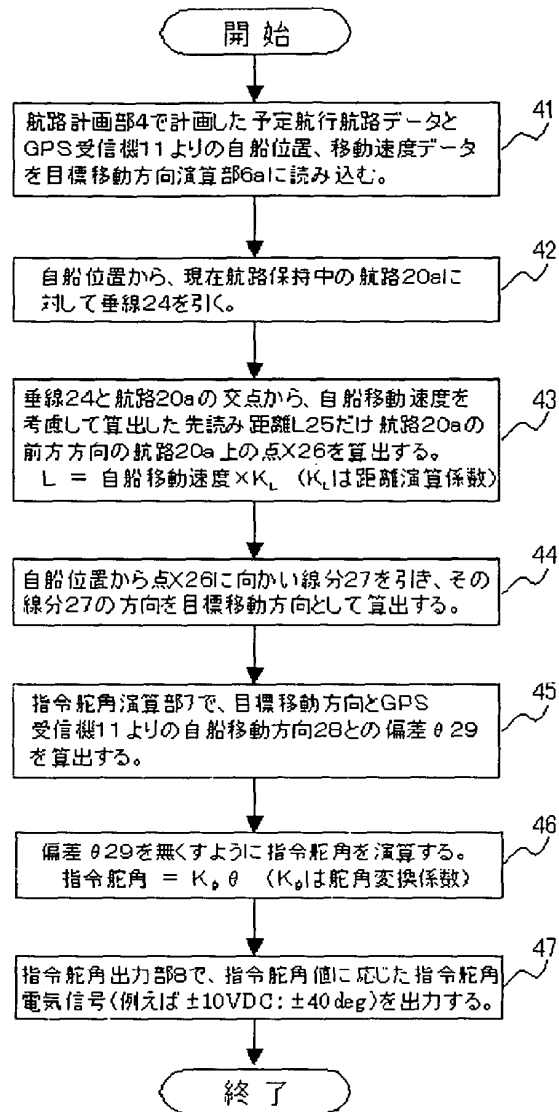 開 始
41
航路計画部4で計画した予定航行航路データと
GPS受信機11よりの自船位置、移動速度データ
を目標移動方向演算部6aに読み込む。
42
自船位置から、現在航路保持中の航路20aに
対して垂線24を引く。
43
垂線24と航路20aの交点から、自船移動速度を
考慮して算出した先読み距離L25だけ航路20aの
前方方向の航路20a上の点X26を算出する。
L = 自船移動速度×KL (KLは距離演算係数)
44
自船位置から点X26に向かい線分27を引き、その
線分27の方向を目標移動方向として算出する。
45
指令舵角演算部7で、目標移動方向とGPS
受信機11よりの自船移動方向28との偏差θ29
を算出する。
46
偏差θ29を無くすように指令舵角を演算する。
指令舵角 = Kθ θ (Kθは舵角変換係数)
47
指令舵角出力部8で、指令舵角値に応じた指令舵角
電気信号(例えば ±10VDC:±40deg)を出力する。
終 了